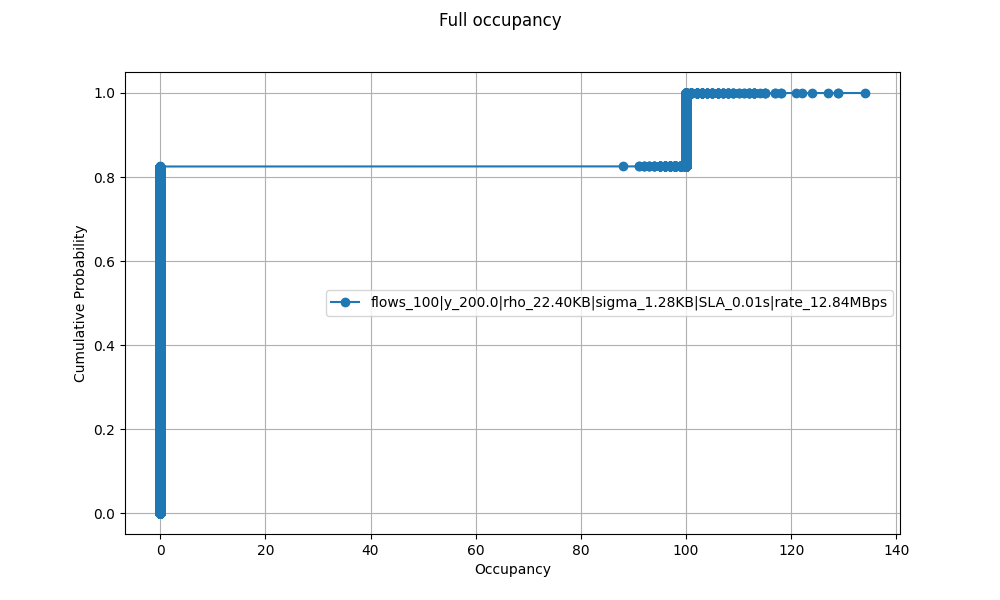 Full occupancy
1.0
0.8
0.6
0.4
0.2
0.0
Cumulative Probability
flows_100|y_200.0|rho_22.40KB|sigma_1.28KB|SLA_0.01s|rate_12.84MBps
0 20 40 60 80 100 120 140
Occupancy